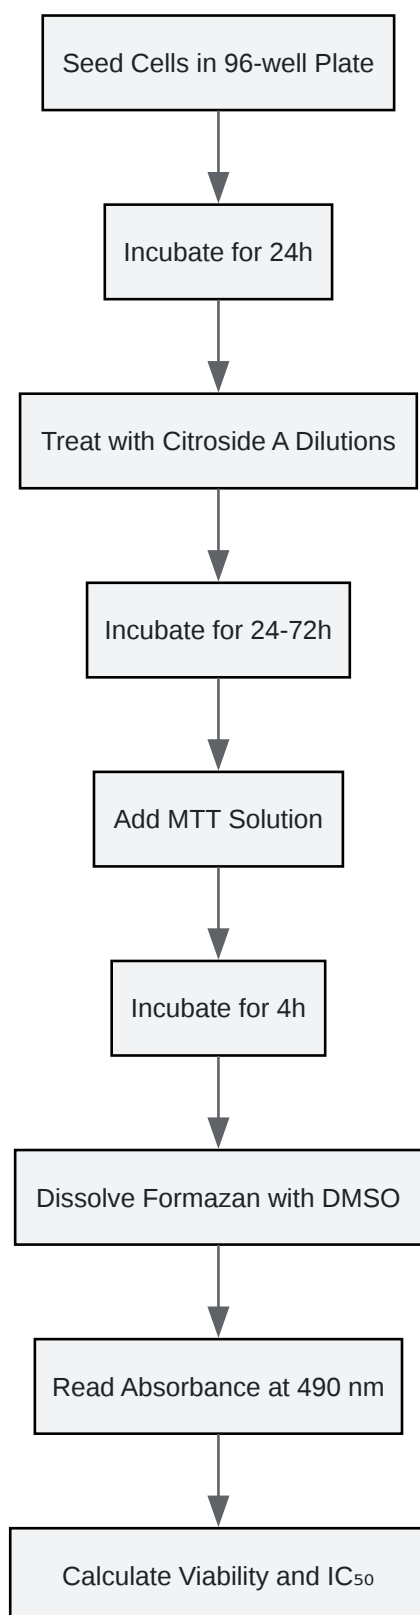 Seed Cells in 96-well Plate
Incubate for 24h
Treat with Citroside A Dilutions
Incubate for 24-72h
Add MTT Solution
Incubate for 4h
Dissolve Formazan with DMSO
Read Absorbance at 490 nm
Calculate Viability and IC₅₀